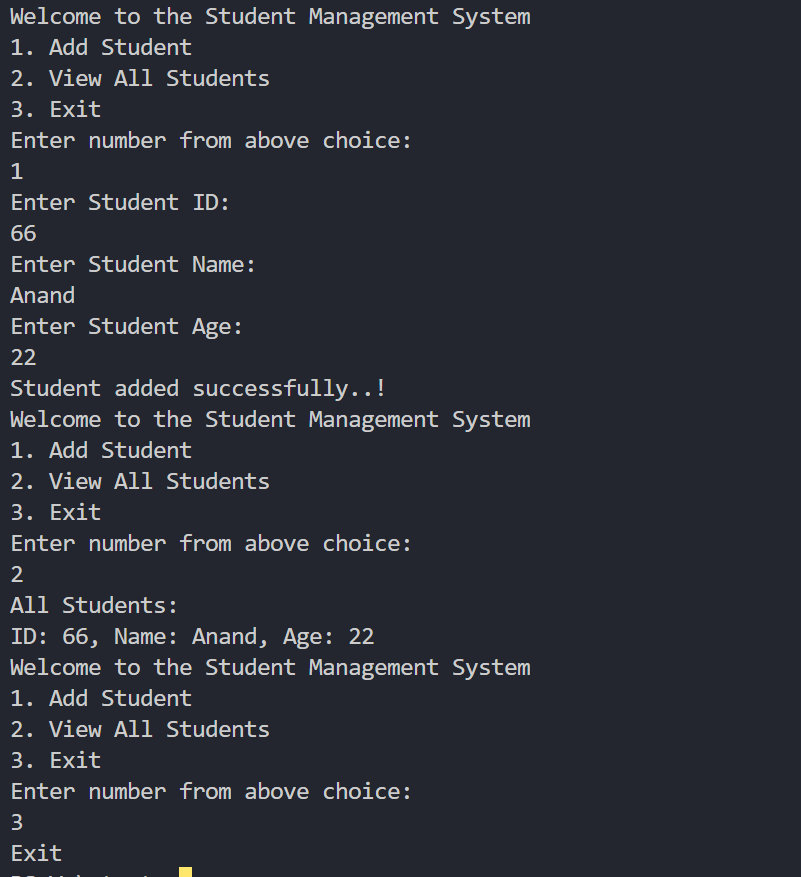 Welcome to the Student Management System
1. Add Student
2. View All Students
3. Exit
Enter number from above choice:
1
Enter Student ID:
66
Enter Student Name:
Anand
Enter Student Age:
22
Student added successfully..!
Welcome to the Student Management System
1. Add Student
2. View All Students
3. Exit
Enter number from above choice:
2
All Students:
ID: 66, Name: Anand, Age: 22
Welcome to the Student Management System
1. Add Student
2. View All Students
3. Exit
Enter number from above choice:
3
Exit